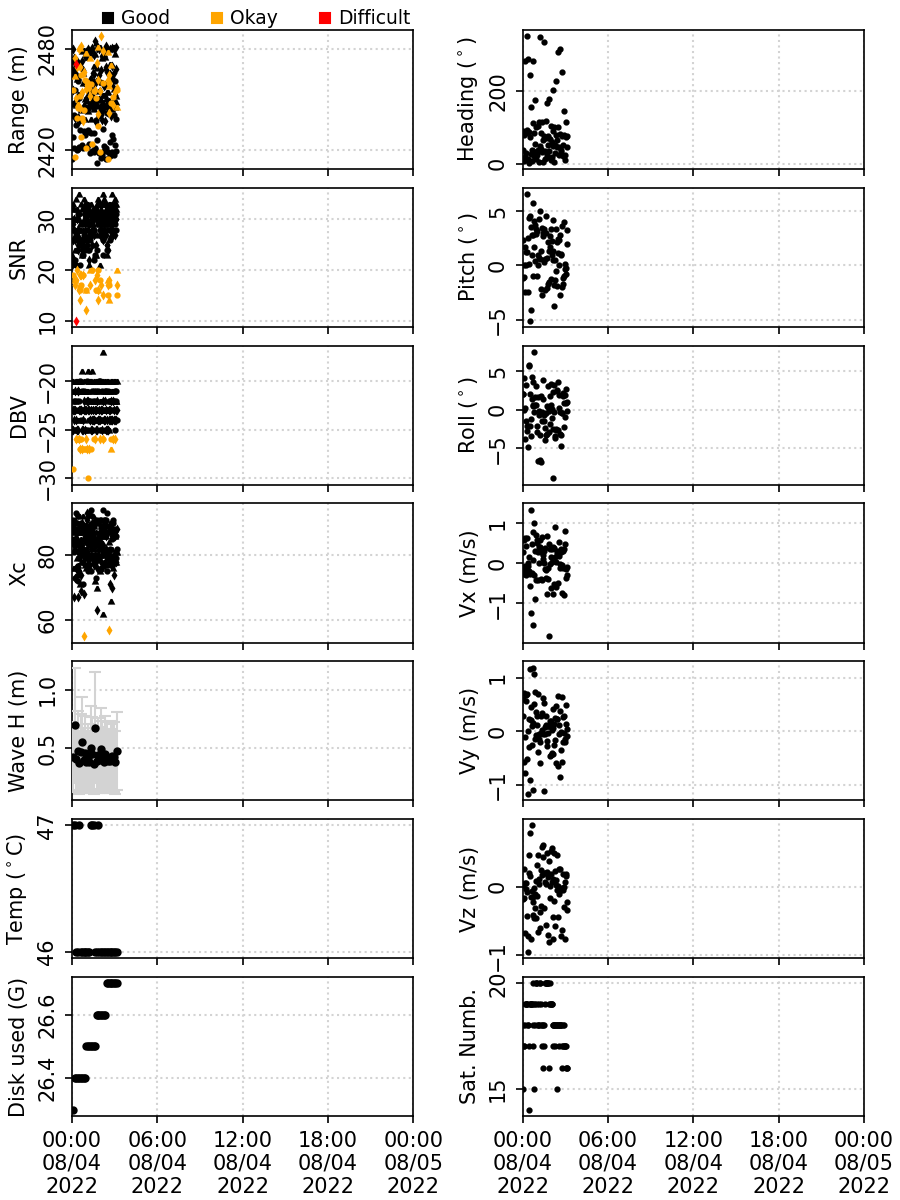 Good Okay Difficult
Range (m)
2480
2420
Heading (°)
200
0
SNR
30
20
10
Pitch (°)
5
0
−5
DBV
−20
−25
−30
Roll (°)
5
0
−5
Xc
80
60
Vx (m/s)
1
0
−1
Wave H (m)
1.0
0.5
Vy (m/s)
1
0
−1
Temp (°C)
47
46
Vz (m/s)
0
−1
Disk used (G)
26.6
26.4
Sat. Numb.
20
15
00:00 06:00 12:00 18:00 00:00
08/04 08/04 08/04 08/04 08/05
2022 2022 2022 2022 2022
00:00 06:00 12:00 18:00 00:00
08/04 08/04 08/04 08/04 08/05
2022 2022 2022 2022 2022